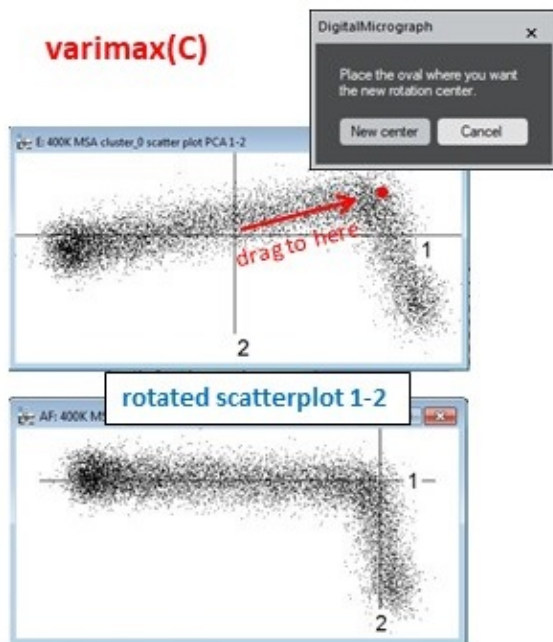 varimax(C)
DigitalMicrograph
x
Place the oval where you want
the new rotation center.
New center
Cancel
E: 400K MSA cluster_0 scatter plot PCA 1-2
drag to here
1
2
rotated scatterplot 1-2
AF: 400K MS
1
2